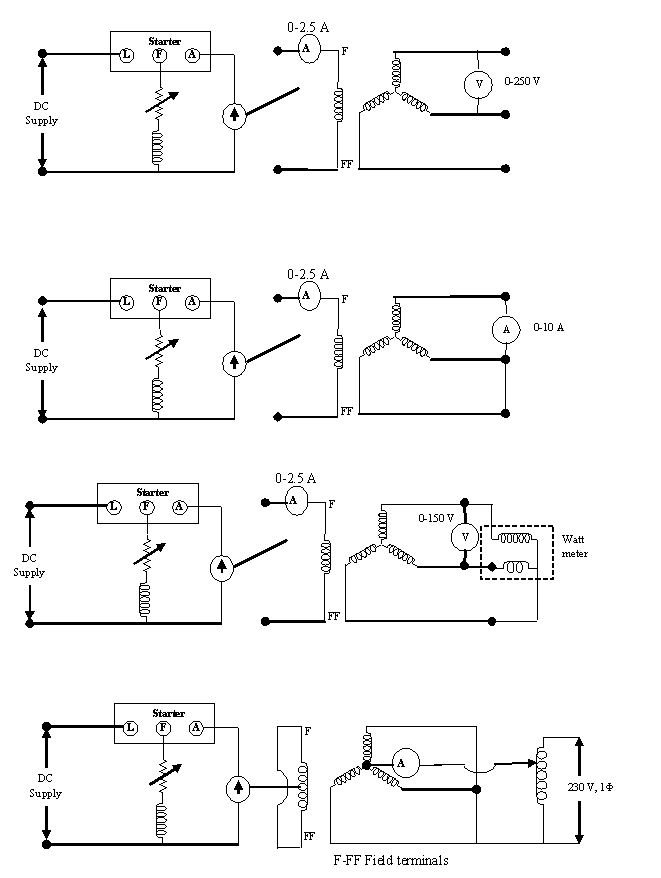 0-2.5 A
Starter
L F A
A
F
V
0-250 V
DC
Supply
FF
0-2.5 A
Starter
L F A
A
F
A
0-10 A
DC
Supply
FF
0-2.5 A
Starter
L F A
A
F
0-150 V
V
Watt
meter
DC
Supply
FF
Starter
L F A
F
A
DC
Supply
230 V, 1Φ
FF
F-FF Field terminals